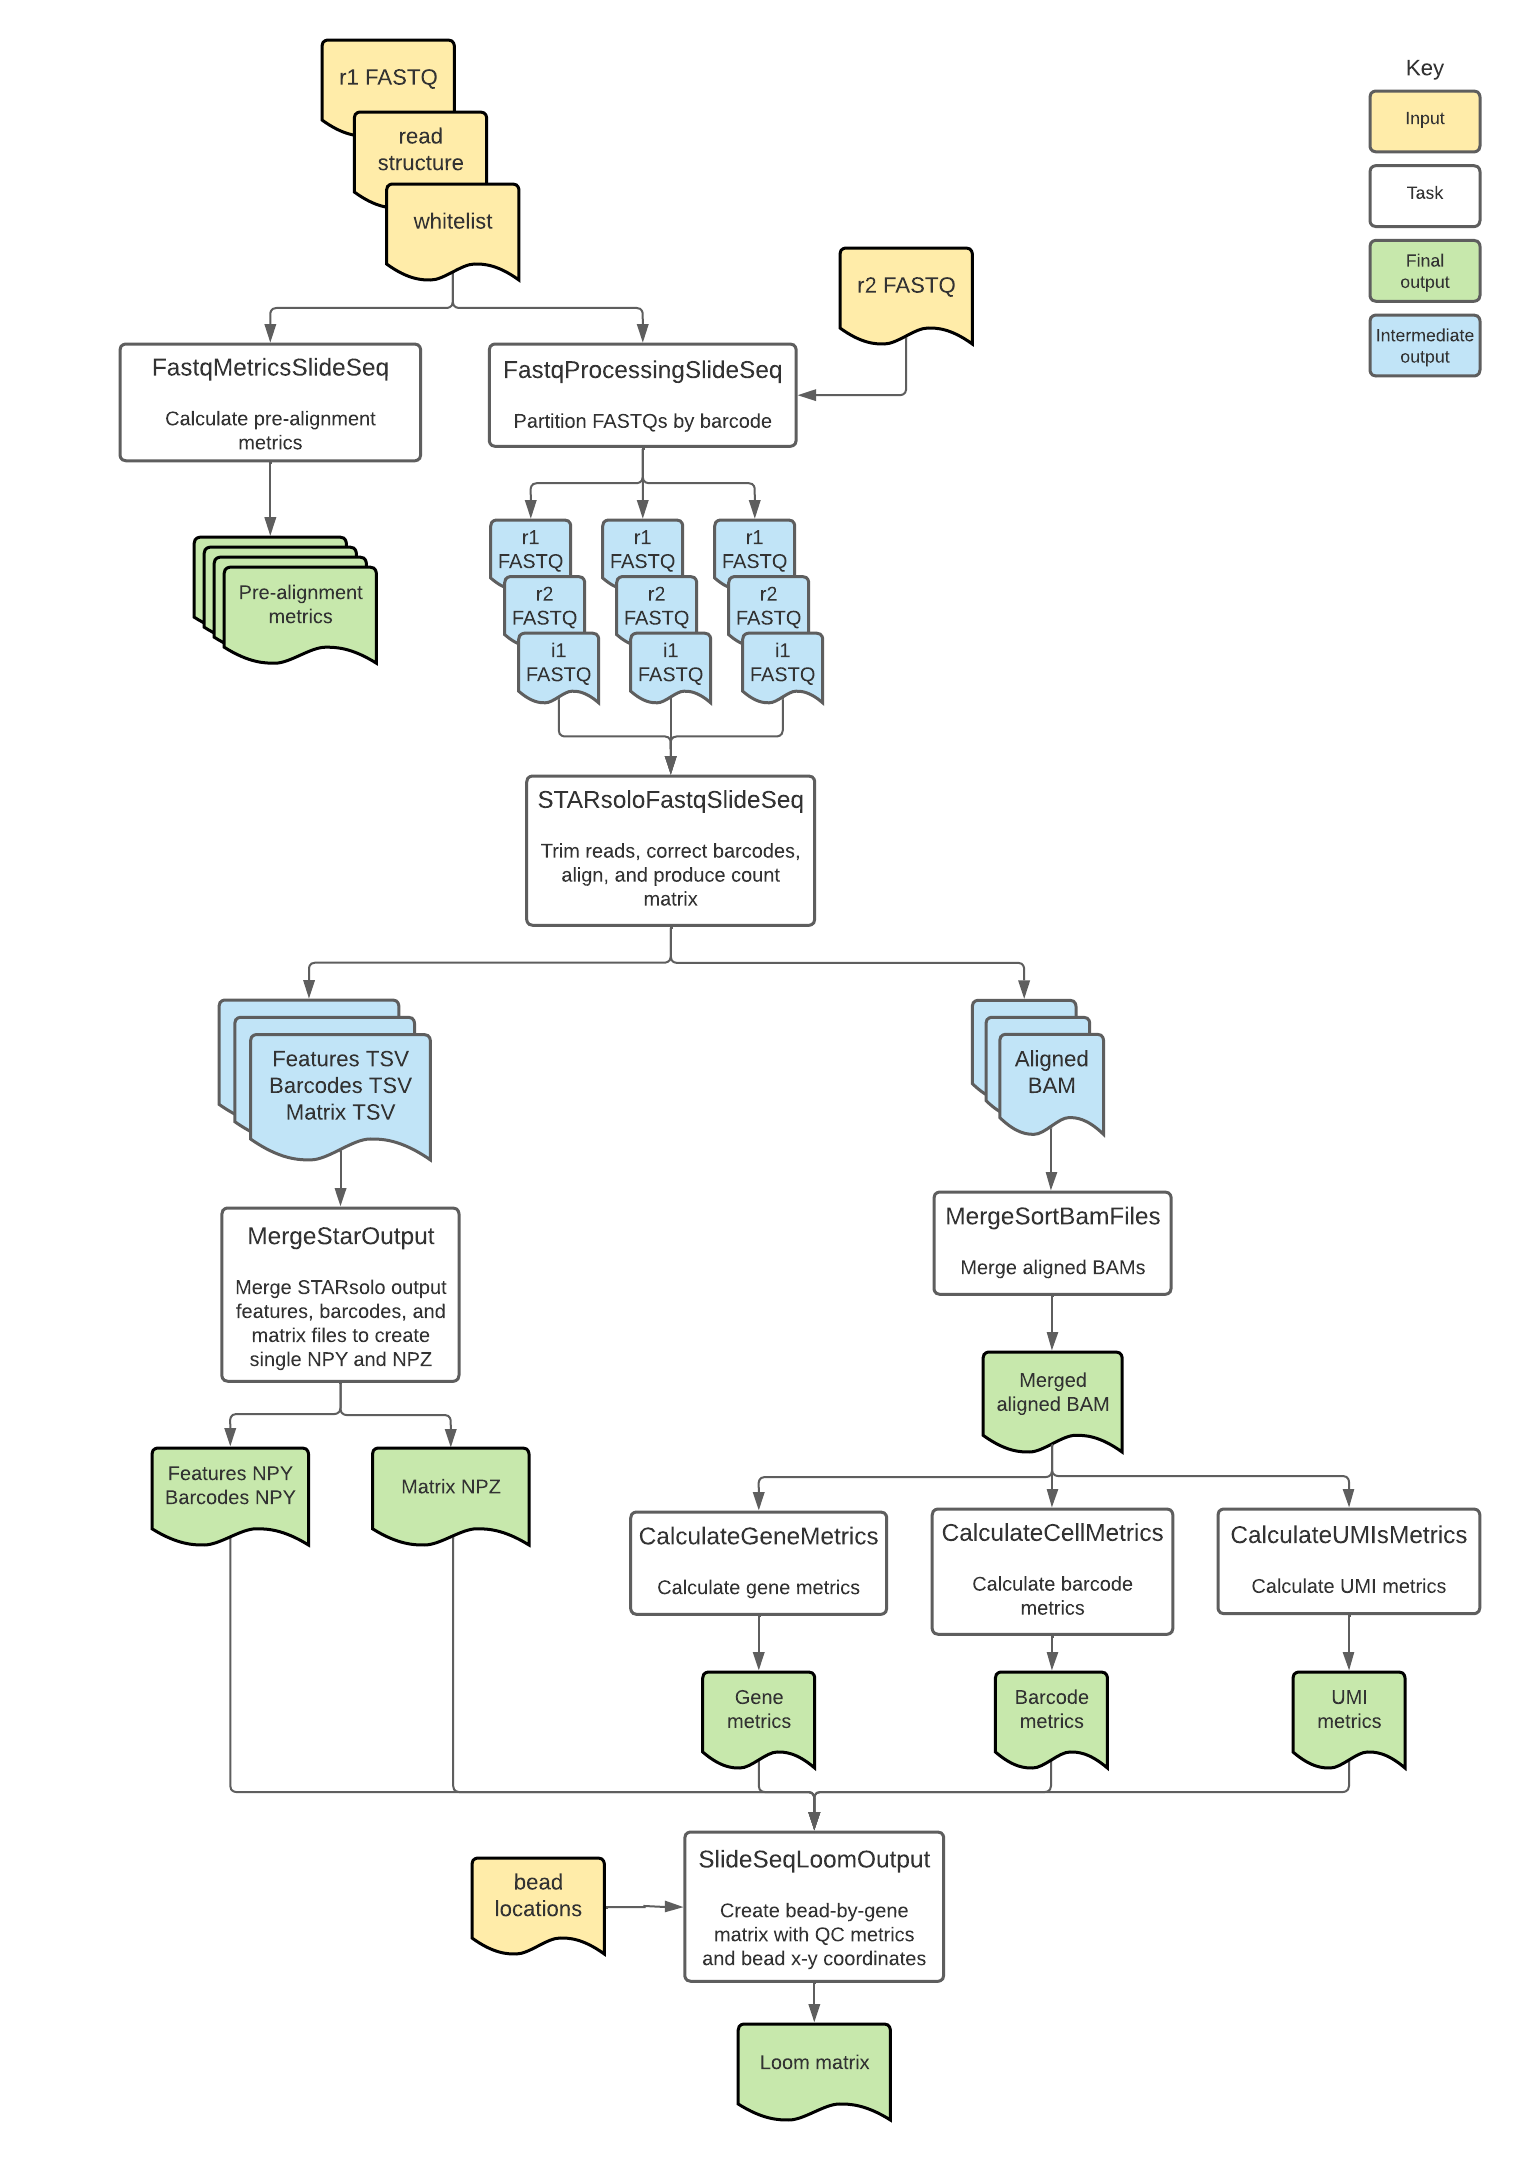 r1 FASTQ
read
structure
whitelist
Key
Input
Task
Final
output
Intermediate
output
r2 FASTQ
FastqMetricsSlideSeq
Calculate pre-alignment
metrics
FastqProcessingSlideSeq
Partition FASTQs by barcode
Pre-alignment
metrics
r1
FASTQ
r2
FASTQ
i1
FASTQ
r1
FASTQ
r2
FASTQ
i1
FASTQ
r1
FASTQ
r2
FASTQ
i1
FASTQ
STARsoloFastqSlideSeq
Trim reads, correct barcodes,
align, and produce count
matrix
Features TSV
Barcodes TSV
Matrix TSV
Aligned
BAM
MergeStarOutput
Merge STARsolo output
features, barcodes, and
matrix files to create
single NPY and NPZ
MergeSortBamFiles
Merge aligned BAMs
Merged
aligned BAM
Features NPY
Barcodes NPY
Matrix NPZ
CalculateGeneMetrics
Calculate gene metrics
CalculateCellMetrics
Calculate barcode
metrics
CalculateUMIsMetrics
Calculate UMI metrics
Gene
metrics
Barcode
metrics
UMI
metrics
bead
locations
SlideSeqLoomOutput
Create bead-by-gene
matrix with QC metrics
and bead x-y coordinates
Loom matrix